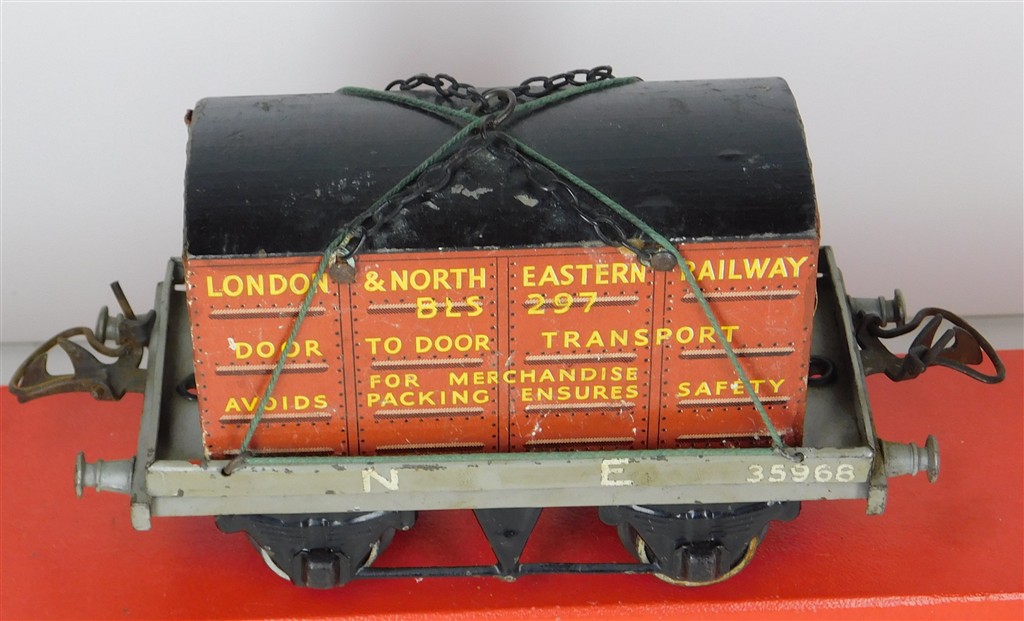 LONDON & NORTH EASTERN RAILWAY
BLS 297
DOOR TO DOOR TRANSPORT
FOR MERCHANDISE
AVOIDS PACKING ENSURES SAFETY
N E 35968